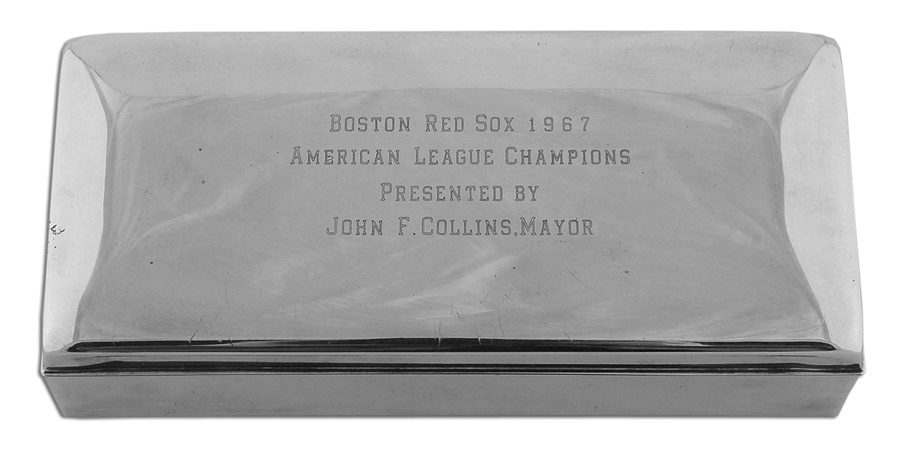 BOSTON RED SOX 1967
AMERICAN LEAGUE CHAMPIONS
PRESENTED BY
JOHN F. COLLINS, MAYOR